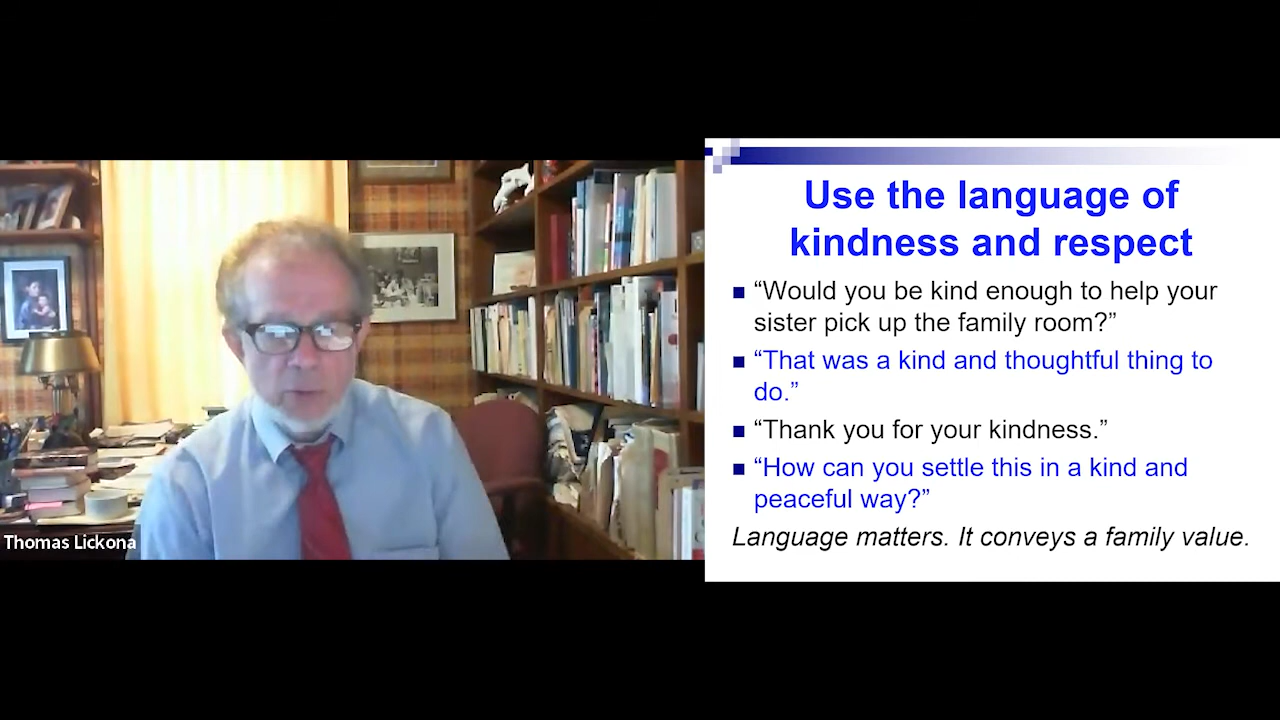 Thomas Lickona
Use the language of
kindness and respect
“Would you be kind enough to help your
sister pick up the family room?”
“That was a kind and thoughtful thing to
do.”
“Thank you for your kindness.”
“How can you settle this in a kind and
peaceful way?”
Language matters. It conveys a family value.